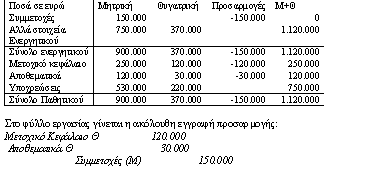 Ποσά σε ευρώ Μητρική Θυγατρική Προσαρμογές Μ+Θ
Συμμετοχές 150.000 -150.000 0
Άλλά στοιχεία Ενεργητικού 750.000 370.000 1.120.000
Σύνολο ενεργητικού 900.000 370.000 -150.000 1.120.000
Μετοχικό κεφάλαιο 250.000 120.000 -120.000 250.000
Αποθεματικά 120.000 30.000 -30.000 120.000
Υποχρεώσεις 530.000 220.000 750.000
Σύνολο Παθητικού 900.000 370.000 -150.000 1.120.000
Στο φύλλο εργασίας γίνεται η ακόλουθη εγγραφή προσαρμογής:
Μετοχικό Κεφάλαιο Θ 120.000
Αποθεματικά Θ 30.000
Συμμετοχές (Μ) 150.000